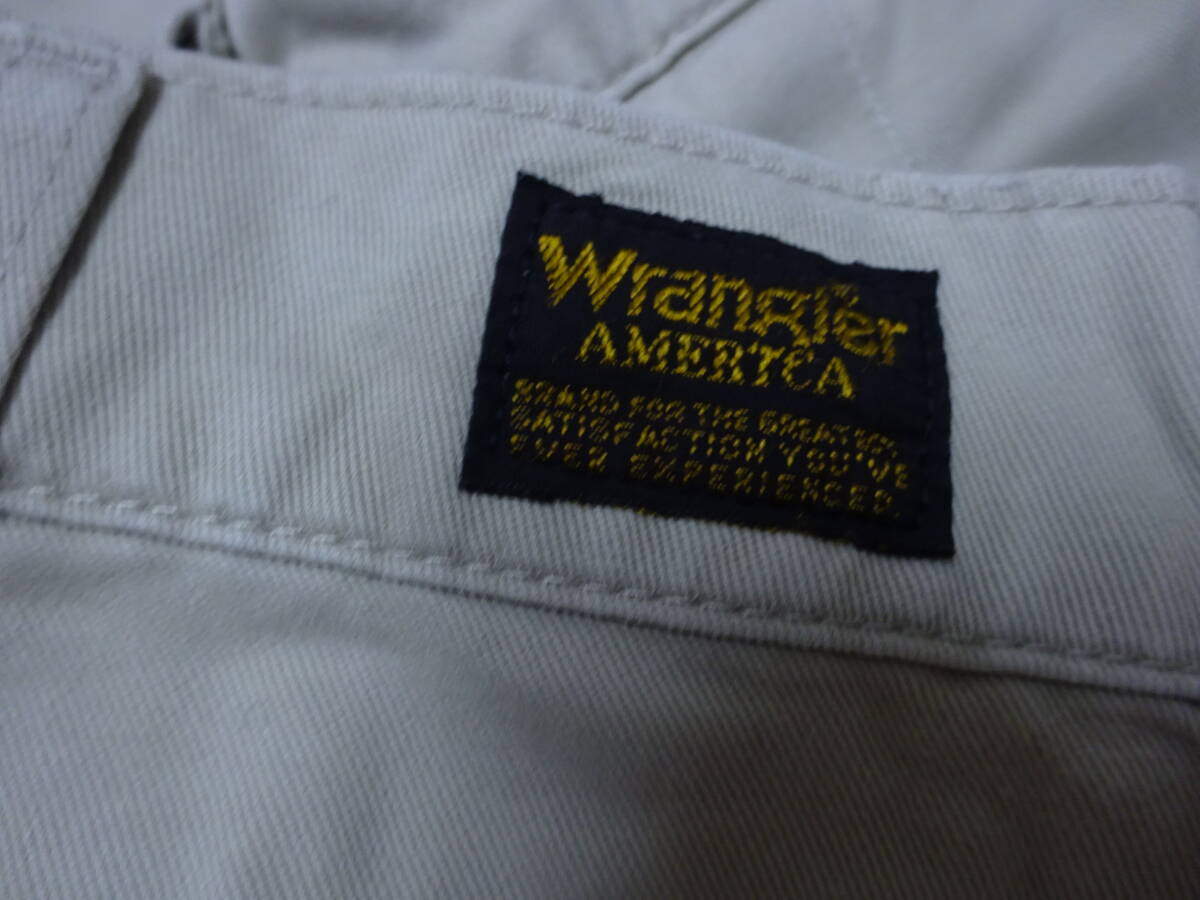 Wrangler
AMERICA
BRAND FOR THE GREATEST
SATISFACTION YOU'VE
EVER EXPERIENCED.